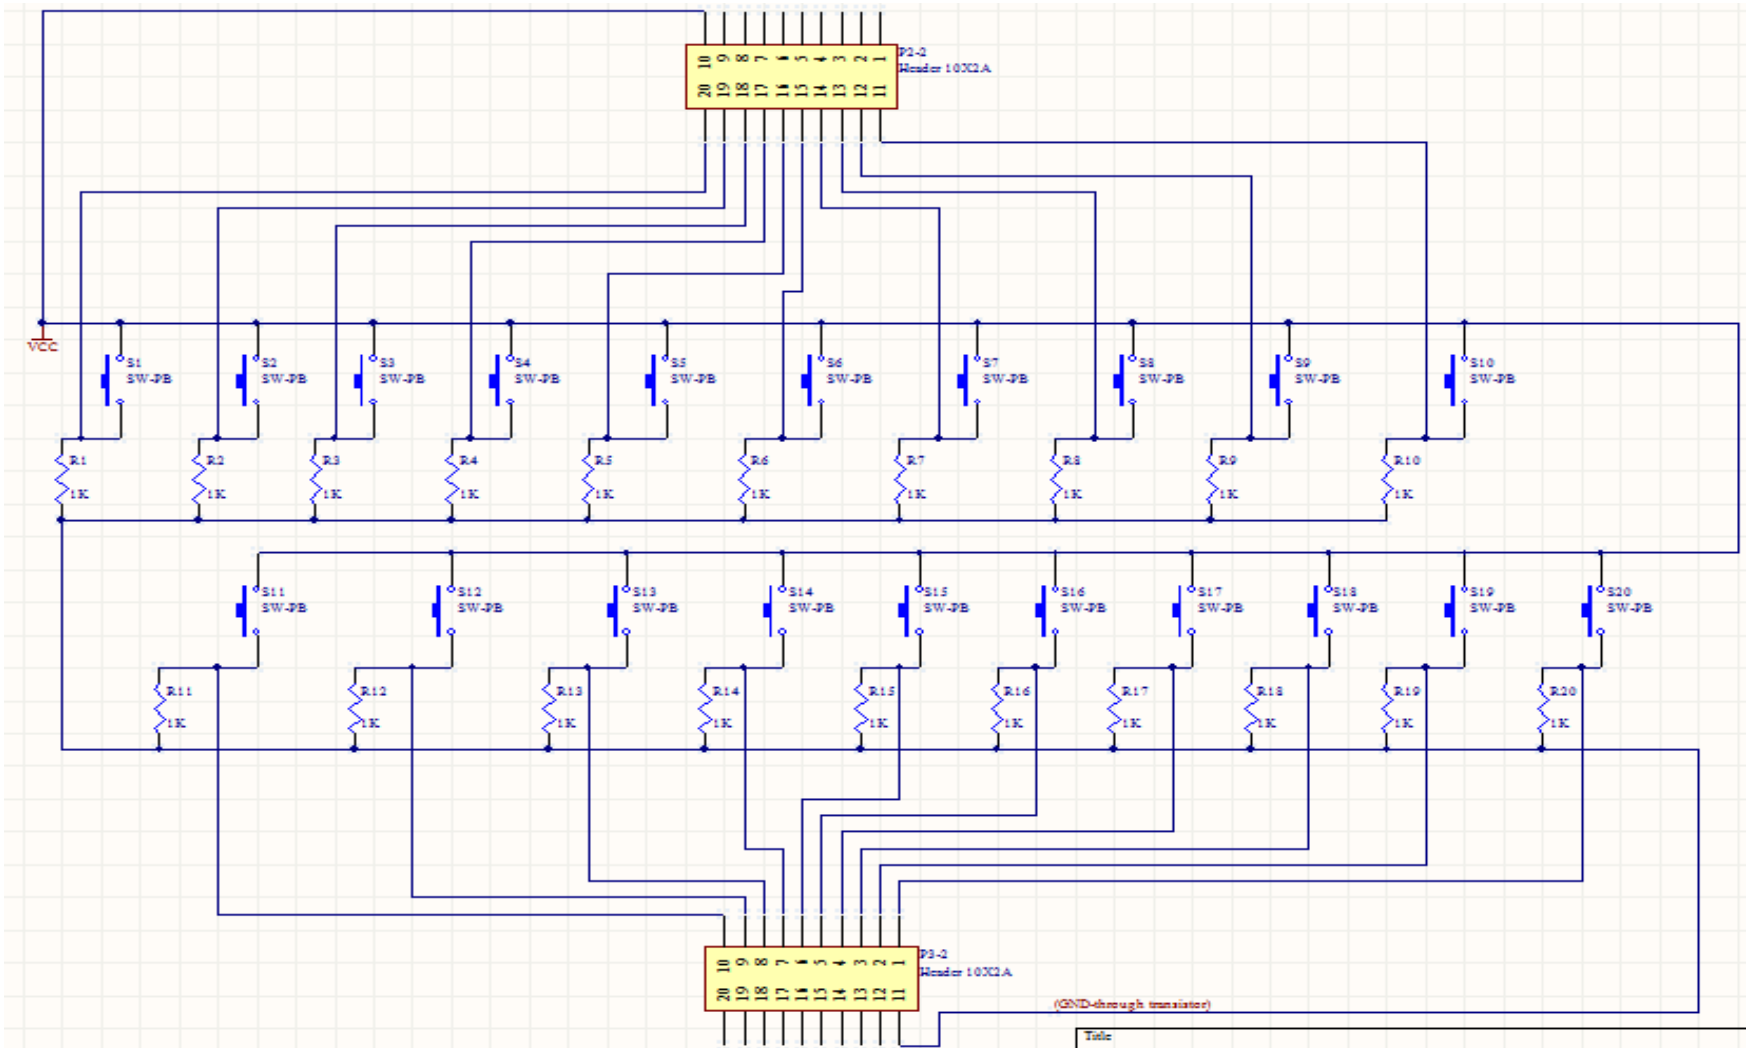 P2-2
Header 10X2A
10 9 8 7 6 5 4 3 2 1
20 19 18 17 16 15 14 13 12 11
VCC
S1 S2 S3 S4 S5 S6 S7 S8 S9 S10
SW-PB SW-PB SW-PB SW-PB SW-PB SW-PB SW-PB SW-PB SW-PB SW-PB
R1 R2 R3 R4 R5 R6 R7 R8 R9 R10
1K 1K 1K 1K 1K 1K 1K 1K 1K 1K
S11 S12 S13 S14 S15 S16 S17 S18 S19 S20
SW-PB SW-PB SW-PB SW-PB SW-PB SW-PB SW-PB SW-PB SW-PB SW-PB
R11 R12 R13 R14 R15 R16 R17 R18 R19 R20
1K 1K 1K 1K 1K 1K 1K 1K 1K 1K
P3-2
Header 10X2A
10 9 8 7 6 5 4 3 2 1
20 19 18 17 16 15 14 13 12 11
(GND-through transistor)
Title